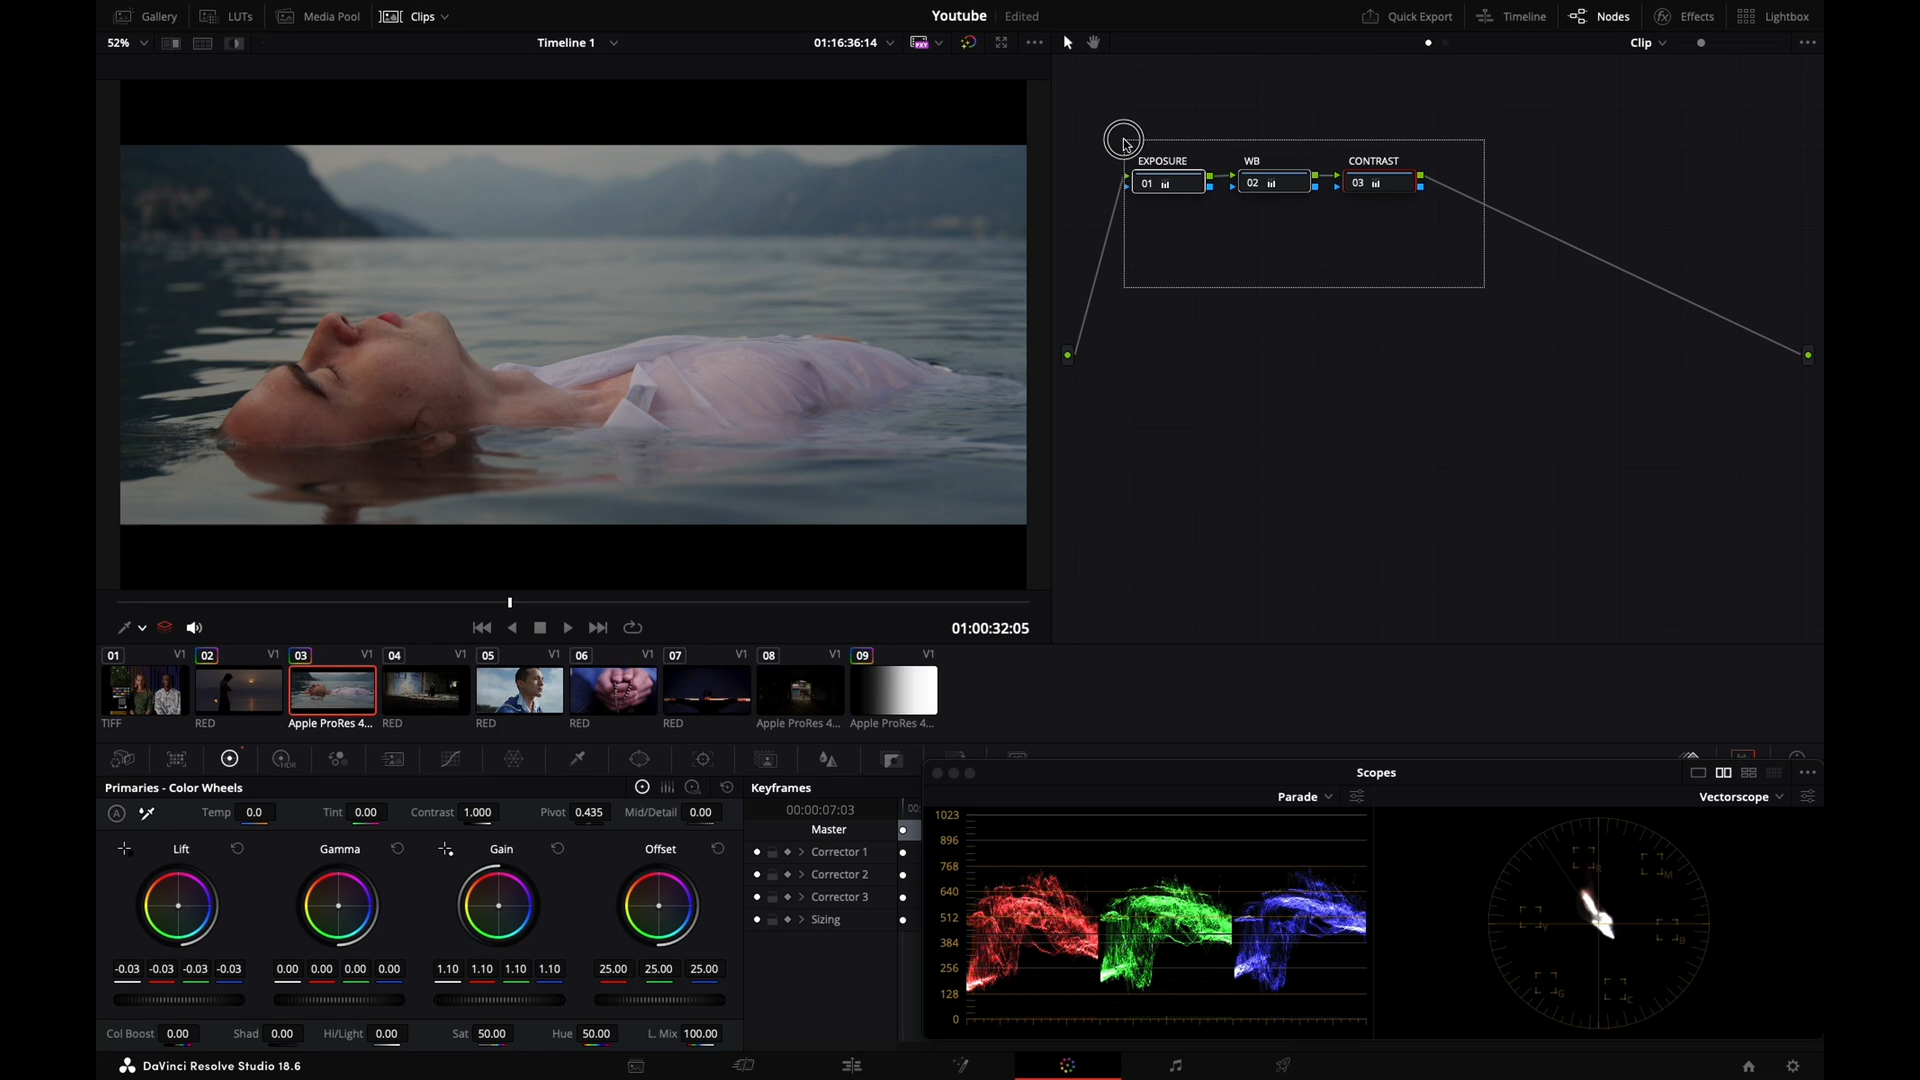 Gallery LUTs Media Pool Clips Youtube Edited Quick Export Timeline Nodes Effects Lightbox
52% Timeline 1 01:16:36:14 PXY Clip
EXPOSURE WB CONTRAST
01 02 03
01:00:32:05
01 V1 02 V1 03 V1 04 V1 05 V1 06 V1 07 V1 08 V1 09 V1
TIFF RED Apple ProRes 4... RED RED RED RED Apple ProRes 4... Apple ProRes 4...
HDR
Primaries - Color Wheels Keyframes
A Temp 0.0 Tint 0.00 Contrast 1.000 Pivot 0.435 Mid/Detail 0.00
Lift Gamma Gain Offset
-0.03 -0.03 -0.03 -0.03 0.00 0.00 0.00 0.00 1.10 1.10 1.10 1.10 25.00 25.00 25.00
Col Boost 0.00 Shad 0.00 Hi/Light 0.00 Sat 50.00 Hue 50.00 L. Mix 100.00
00:00:07:03 00:
Master
Corrector 1
Corrector 2
Corrector 3
Sizing
Scopes
Parade Vectorscope
1023
896
768
640
512
384
256
128
0
R M
Y B
G C
DaVinci Resolve Studio 18.6